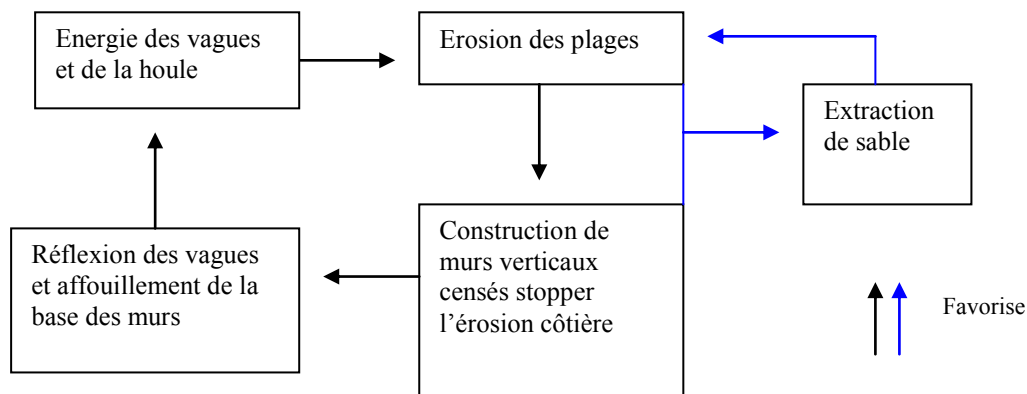 Energie des vagues
et de la houle
Erosion des plages
Extraction
de sable
Réflexion des vagues
et affouillement de la
base des murs
Construction de
murs verticaux
censés stopper
l'érosion côtière
Favorise